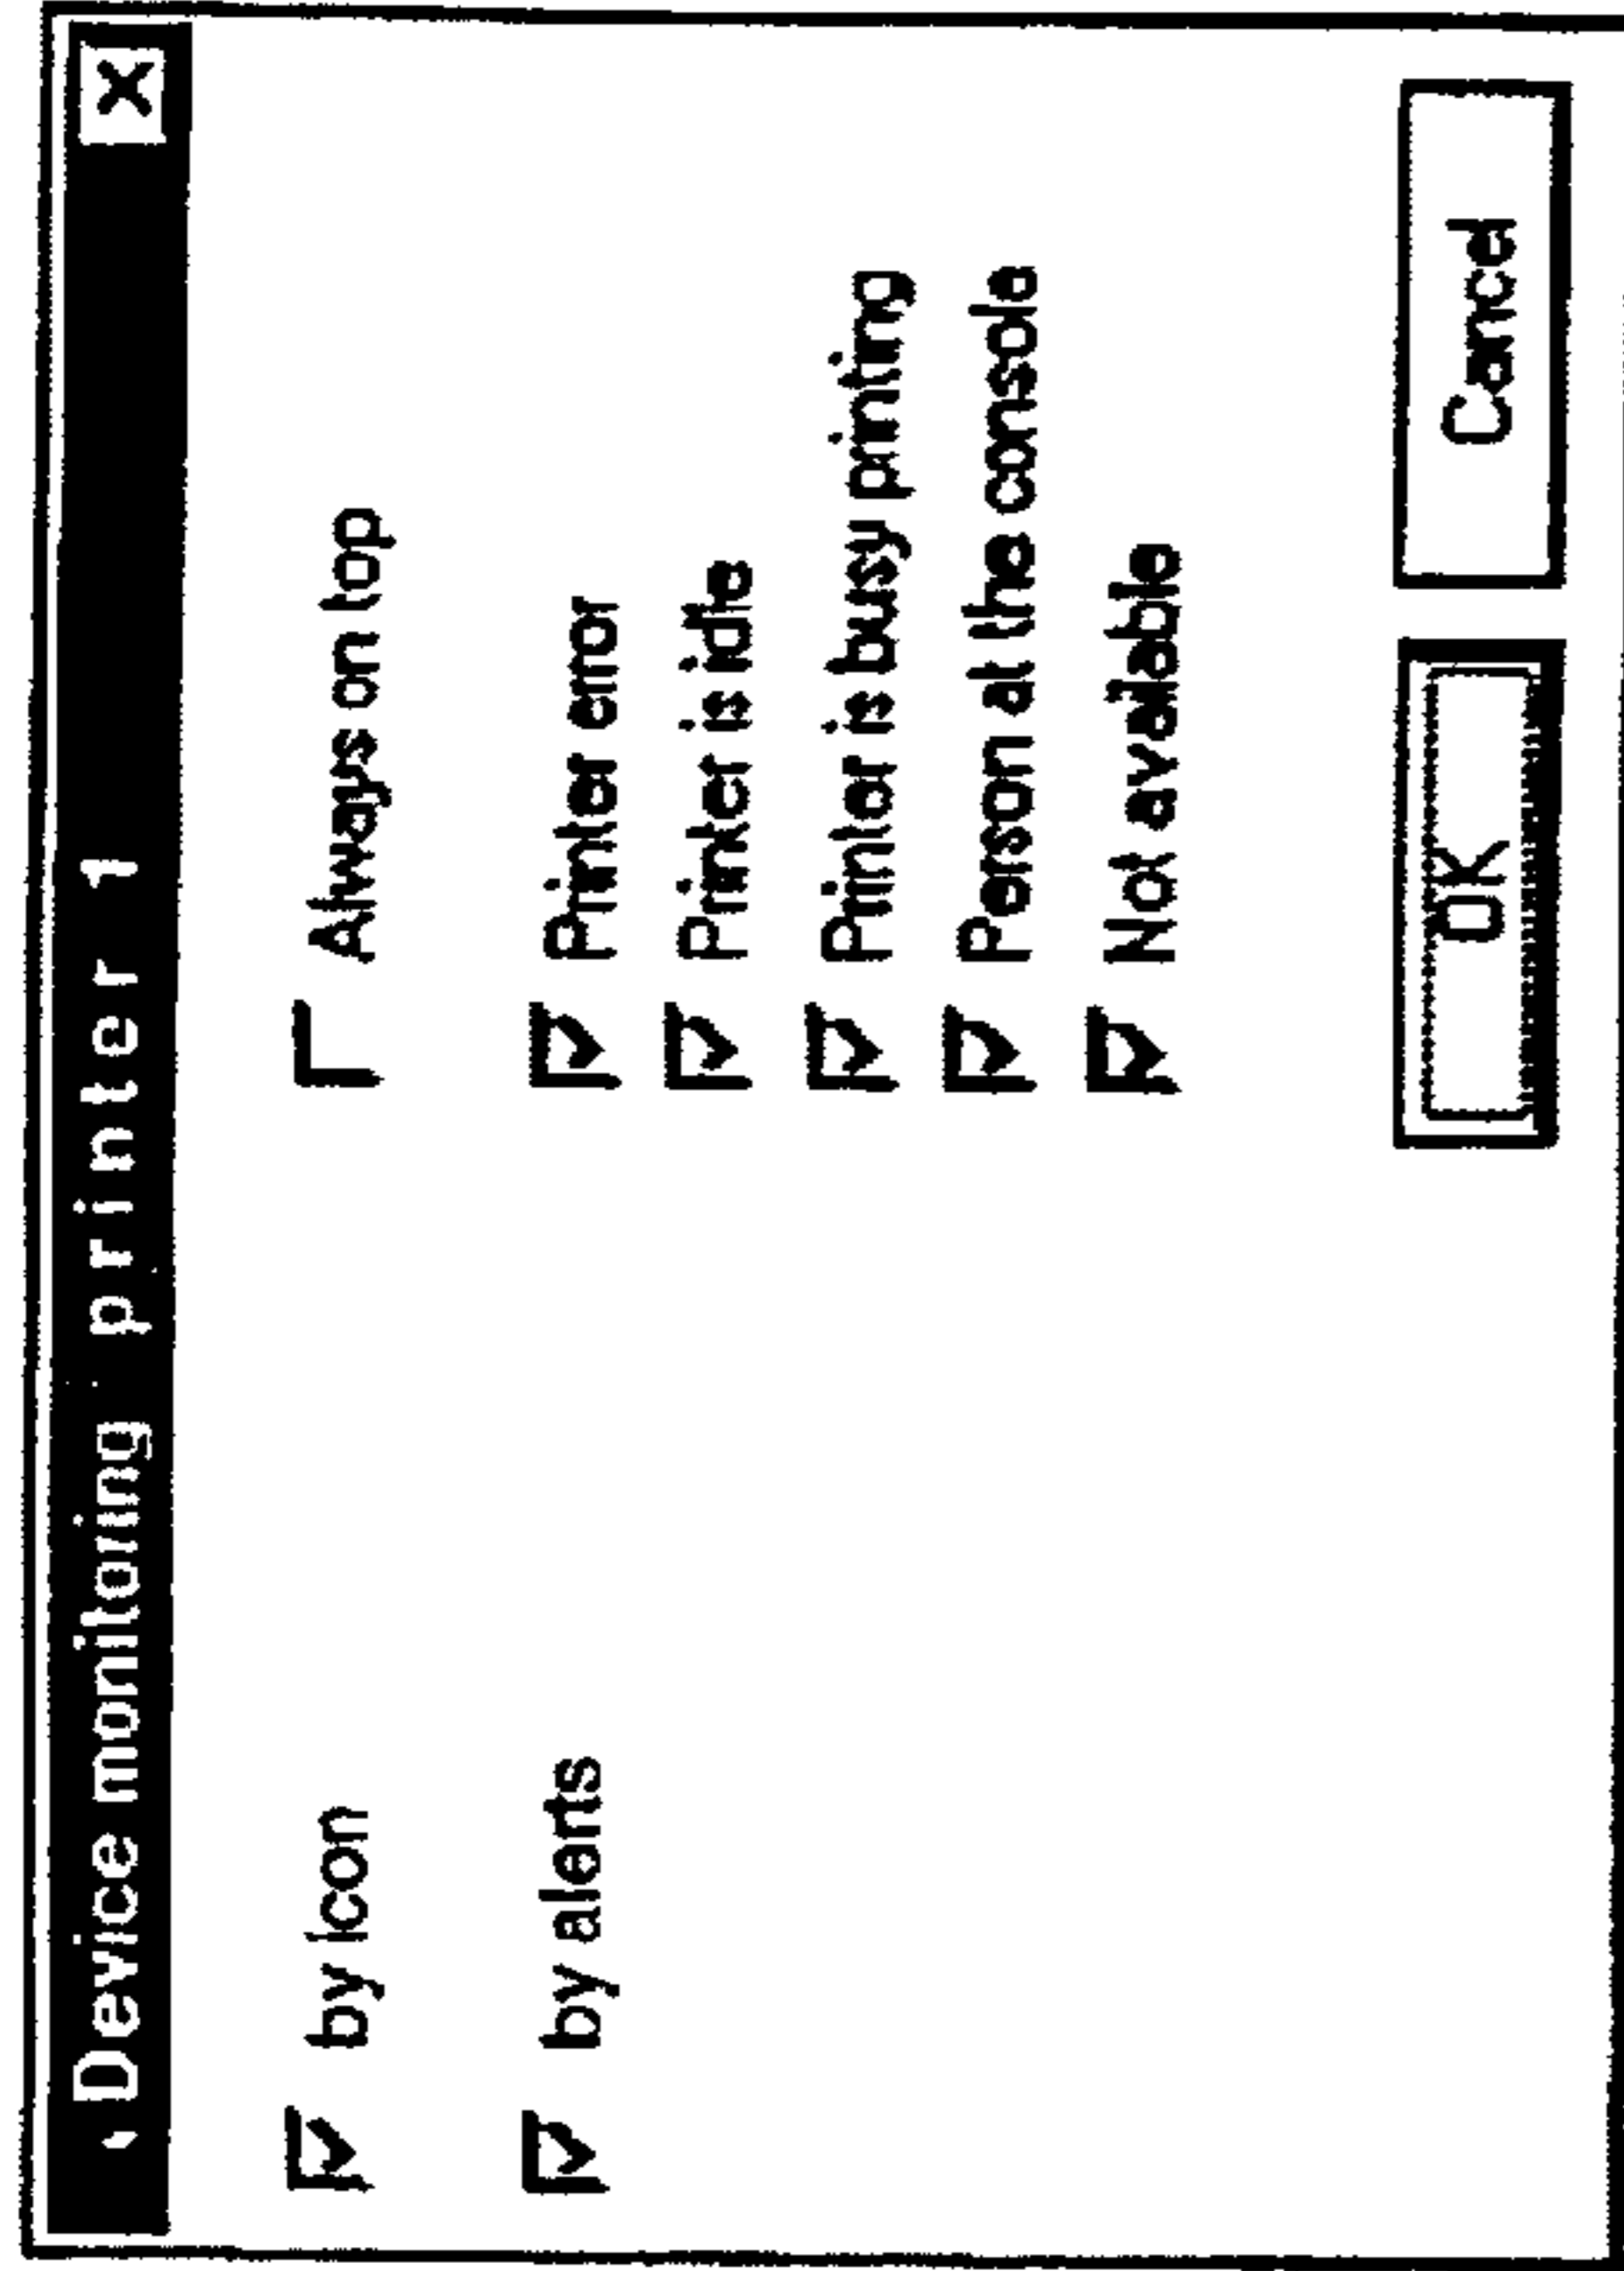 Device monitoring: printer 1 X
by icon Always on top
by alerts Printer error
Printer is idle
Printer is busy printing
Person at the console
Not available
OK Cancel